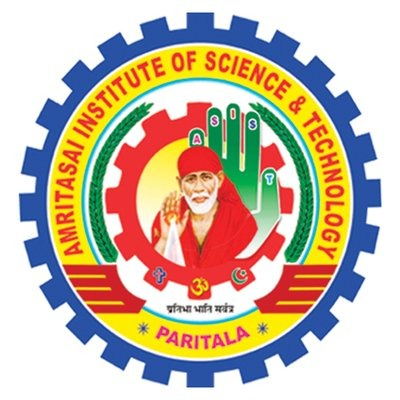 AMRITASAI INSTITUTE OF SCIENCE & TECHNOLOGY
A S I S T
ॐ
प्रतिभा भाति सर्वत्र
* PARITALA *